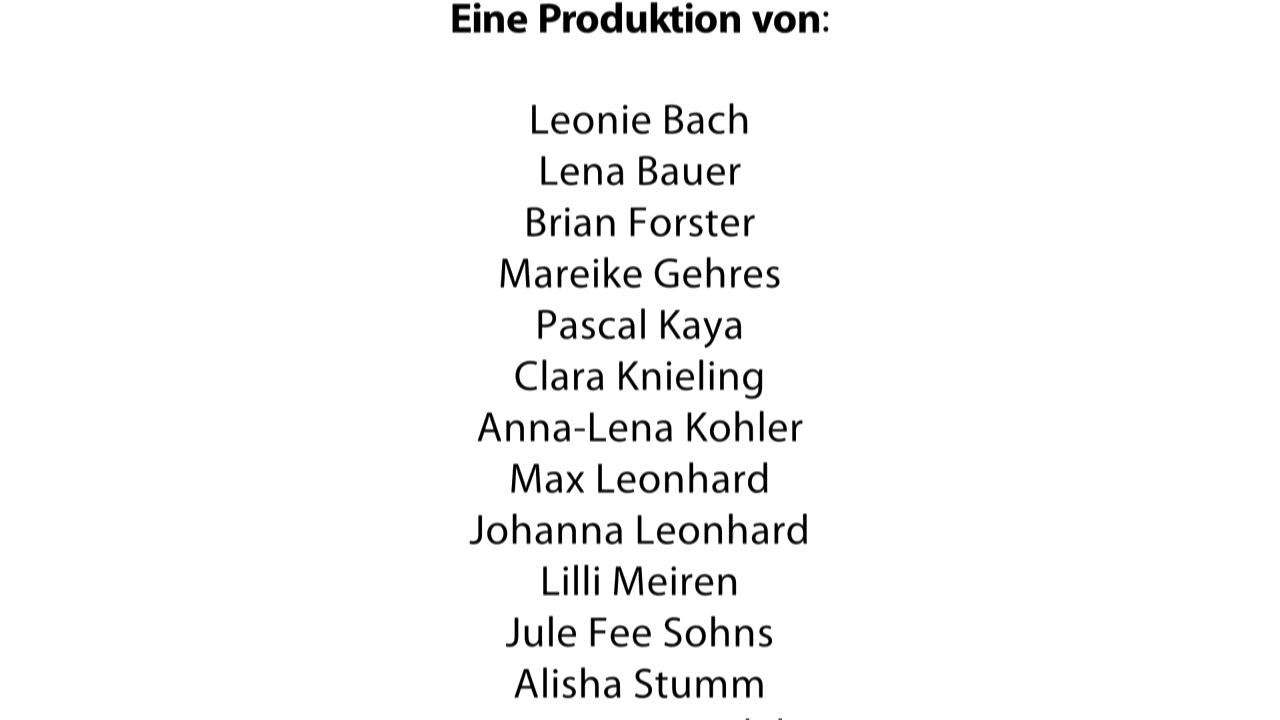 Eine Produktion von:
Leonie Bach
Lena Bauer
Brian Forster
Mareike Gehres
Pascal Kaya
Clara Knieling
Anna-Lena Kohler
Max Leonhard
Johanna Leonhard
Lilli Meiren
Jule Fee Sohns
Alisha Stumm